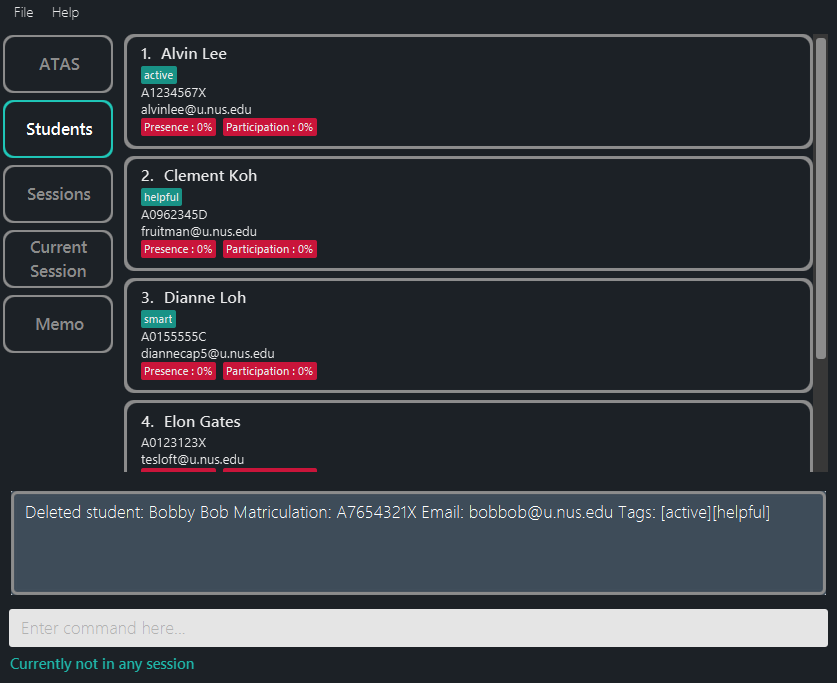 File Help
ATAS
Students
Sessions
Current
Session
Memo
1. Alvin Lee
active
A1234567X
alvinlee@u.nus.edu
Presence : 0% Participation : 0%
2. Clement Koh
helpful
A0962345D
fruitman@u.nus.edu
Presence : 0% Participation : 0%
3. Dianne Loh
smart
A0155555C
diannecap5@u.nus.edu
Presence : 0% Participation : 0%
4. Elon Gates
A0123123X
tesloft@u.nus.edu
Deleted student: Bobby Bob Matriculation: A7654321X Email: bobbob@u.nus.edu Tags: [active][helpful]
Enter command here...
Currently not in any session